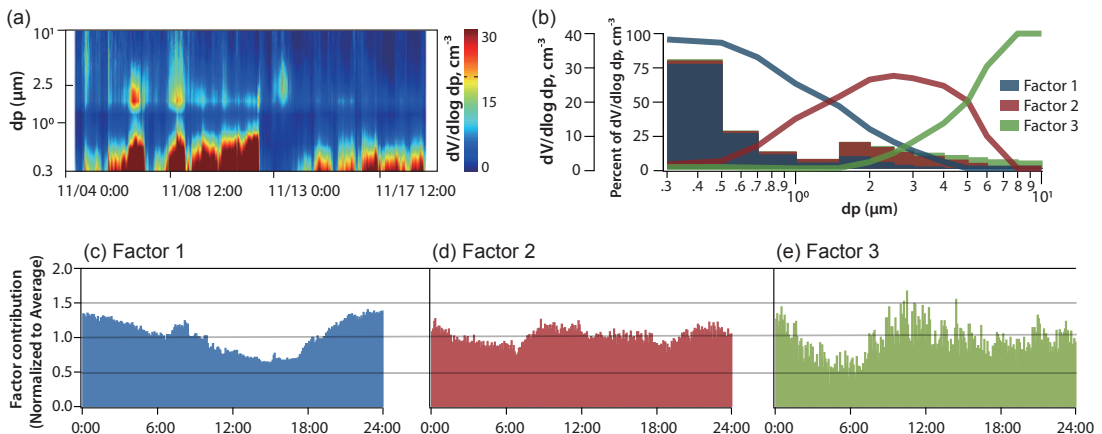 (a)
dp (μm)
10¹
2.5
10⁰
0.3
11/04 0:00 11/08 12:00 11/13 0:00 11/17 12:00
30
15
0
dV/dlog dp, cm⁻³
(b)
dV/dlog dp, cm⁻³
40
30
20
10
0
Percent of dV/dlog dp, cm⁻³
100
75
50
25
0
Factor 1
Factor 2
Factor 3
.3 .4 .5 .6 .7 .8 .9 10⁰ 2 3 4 5 6 7 8 9 10¹
dp (μm)
Factor contribution
(Normalized to Average)
(c) Factor 1
2.0
1.5
1.0
0.5
0.0
0:00 6:00 12:00 18:00 24:00
(d) Factor 2
0:00 6:00 12:00 18:00 24:00
(e) Factor 3
0:00 6:00 12:00 18:00 24:00